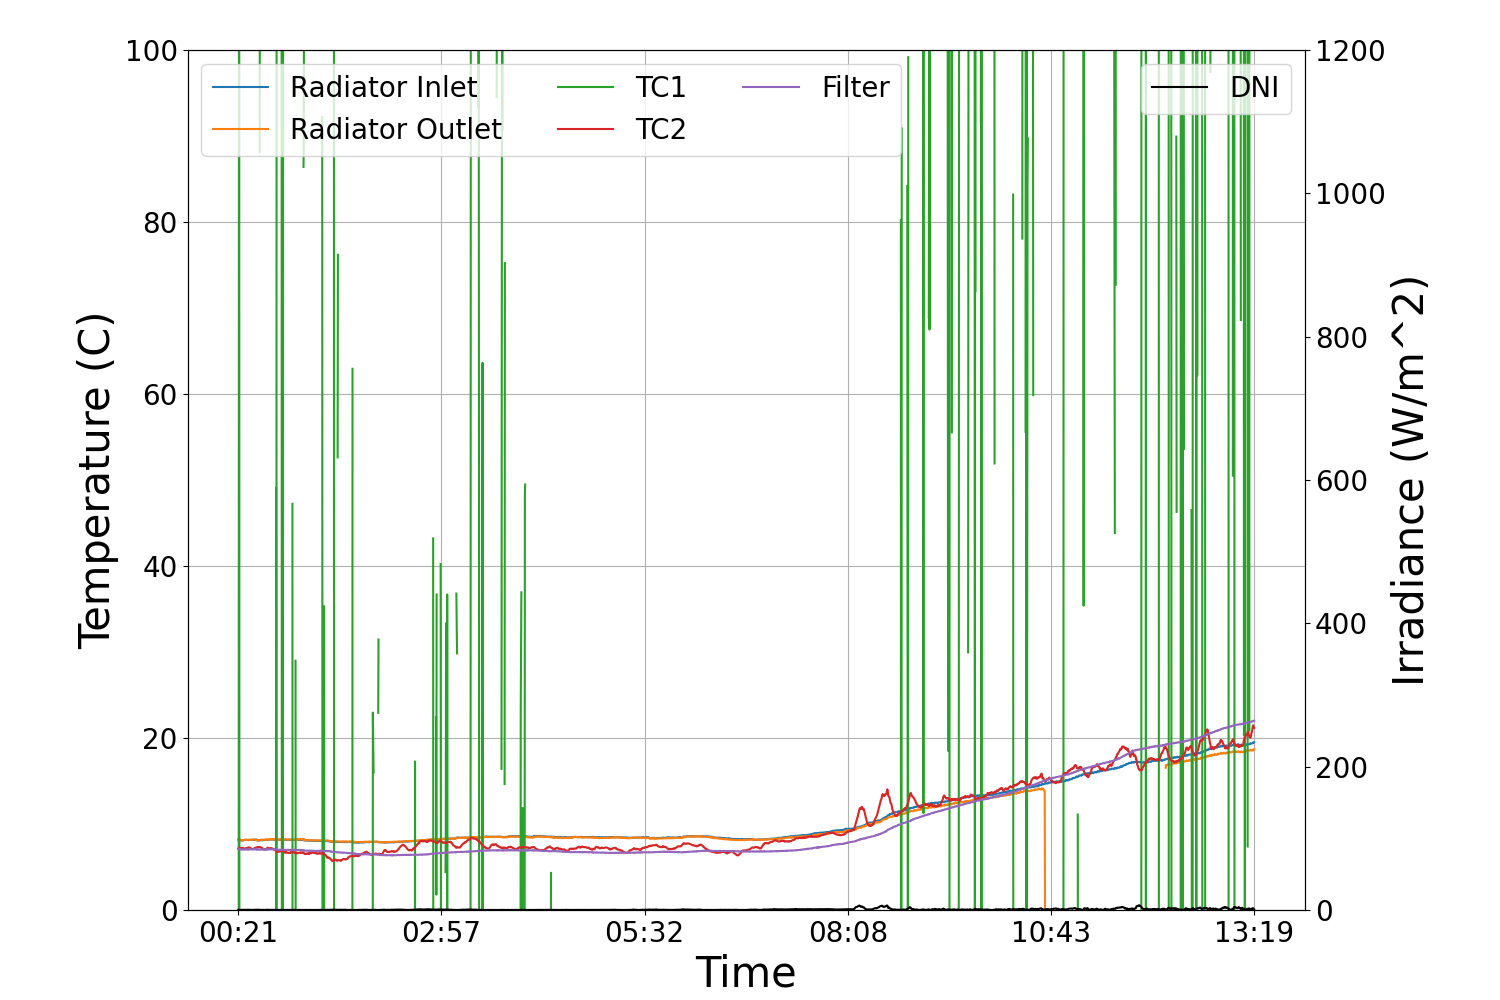 100
80
60
40
20
0
Temperature (C)
Radiator Inlet
Radiator Outlet
TC1
TC2
Filter
DNI
1200
1000
800
600
400
200
0
Irradiance (W/m^2)
00:21 02:57 05:32 08:08 10:43 13:19
Time